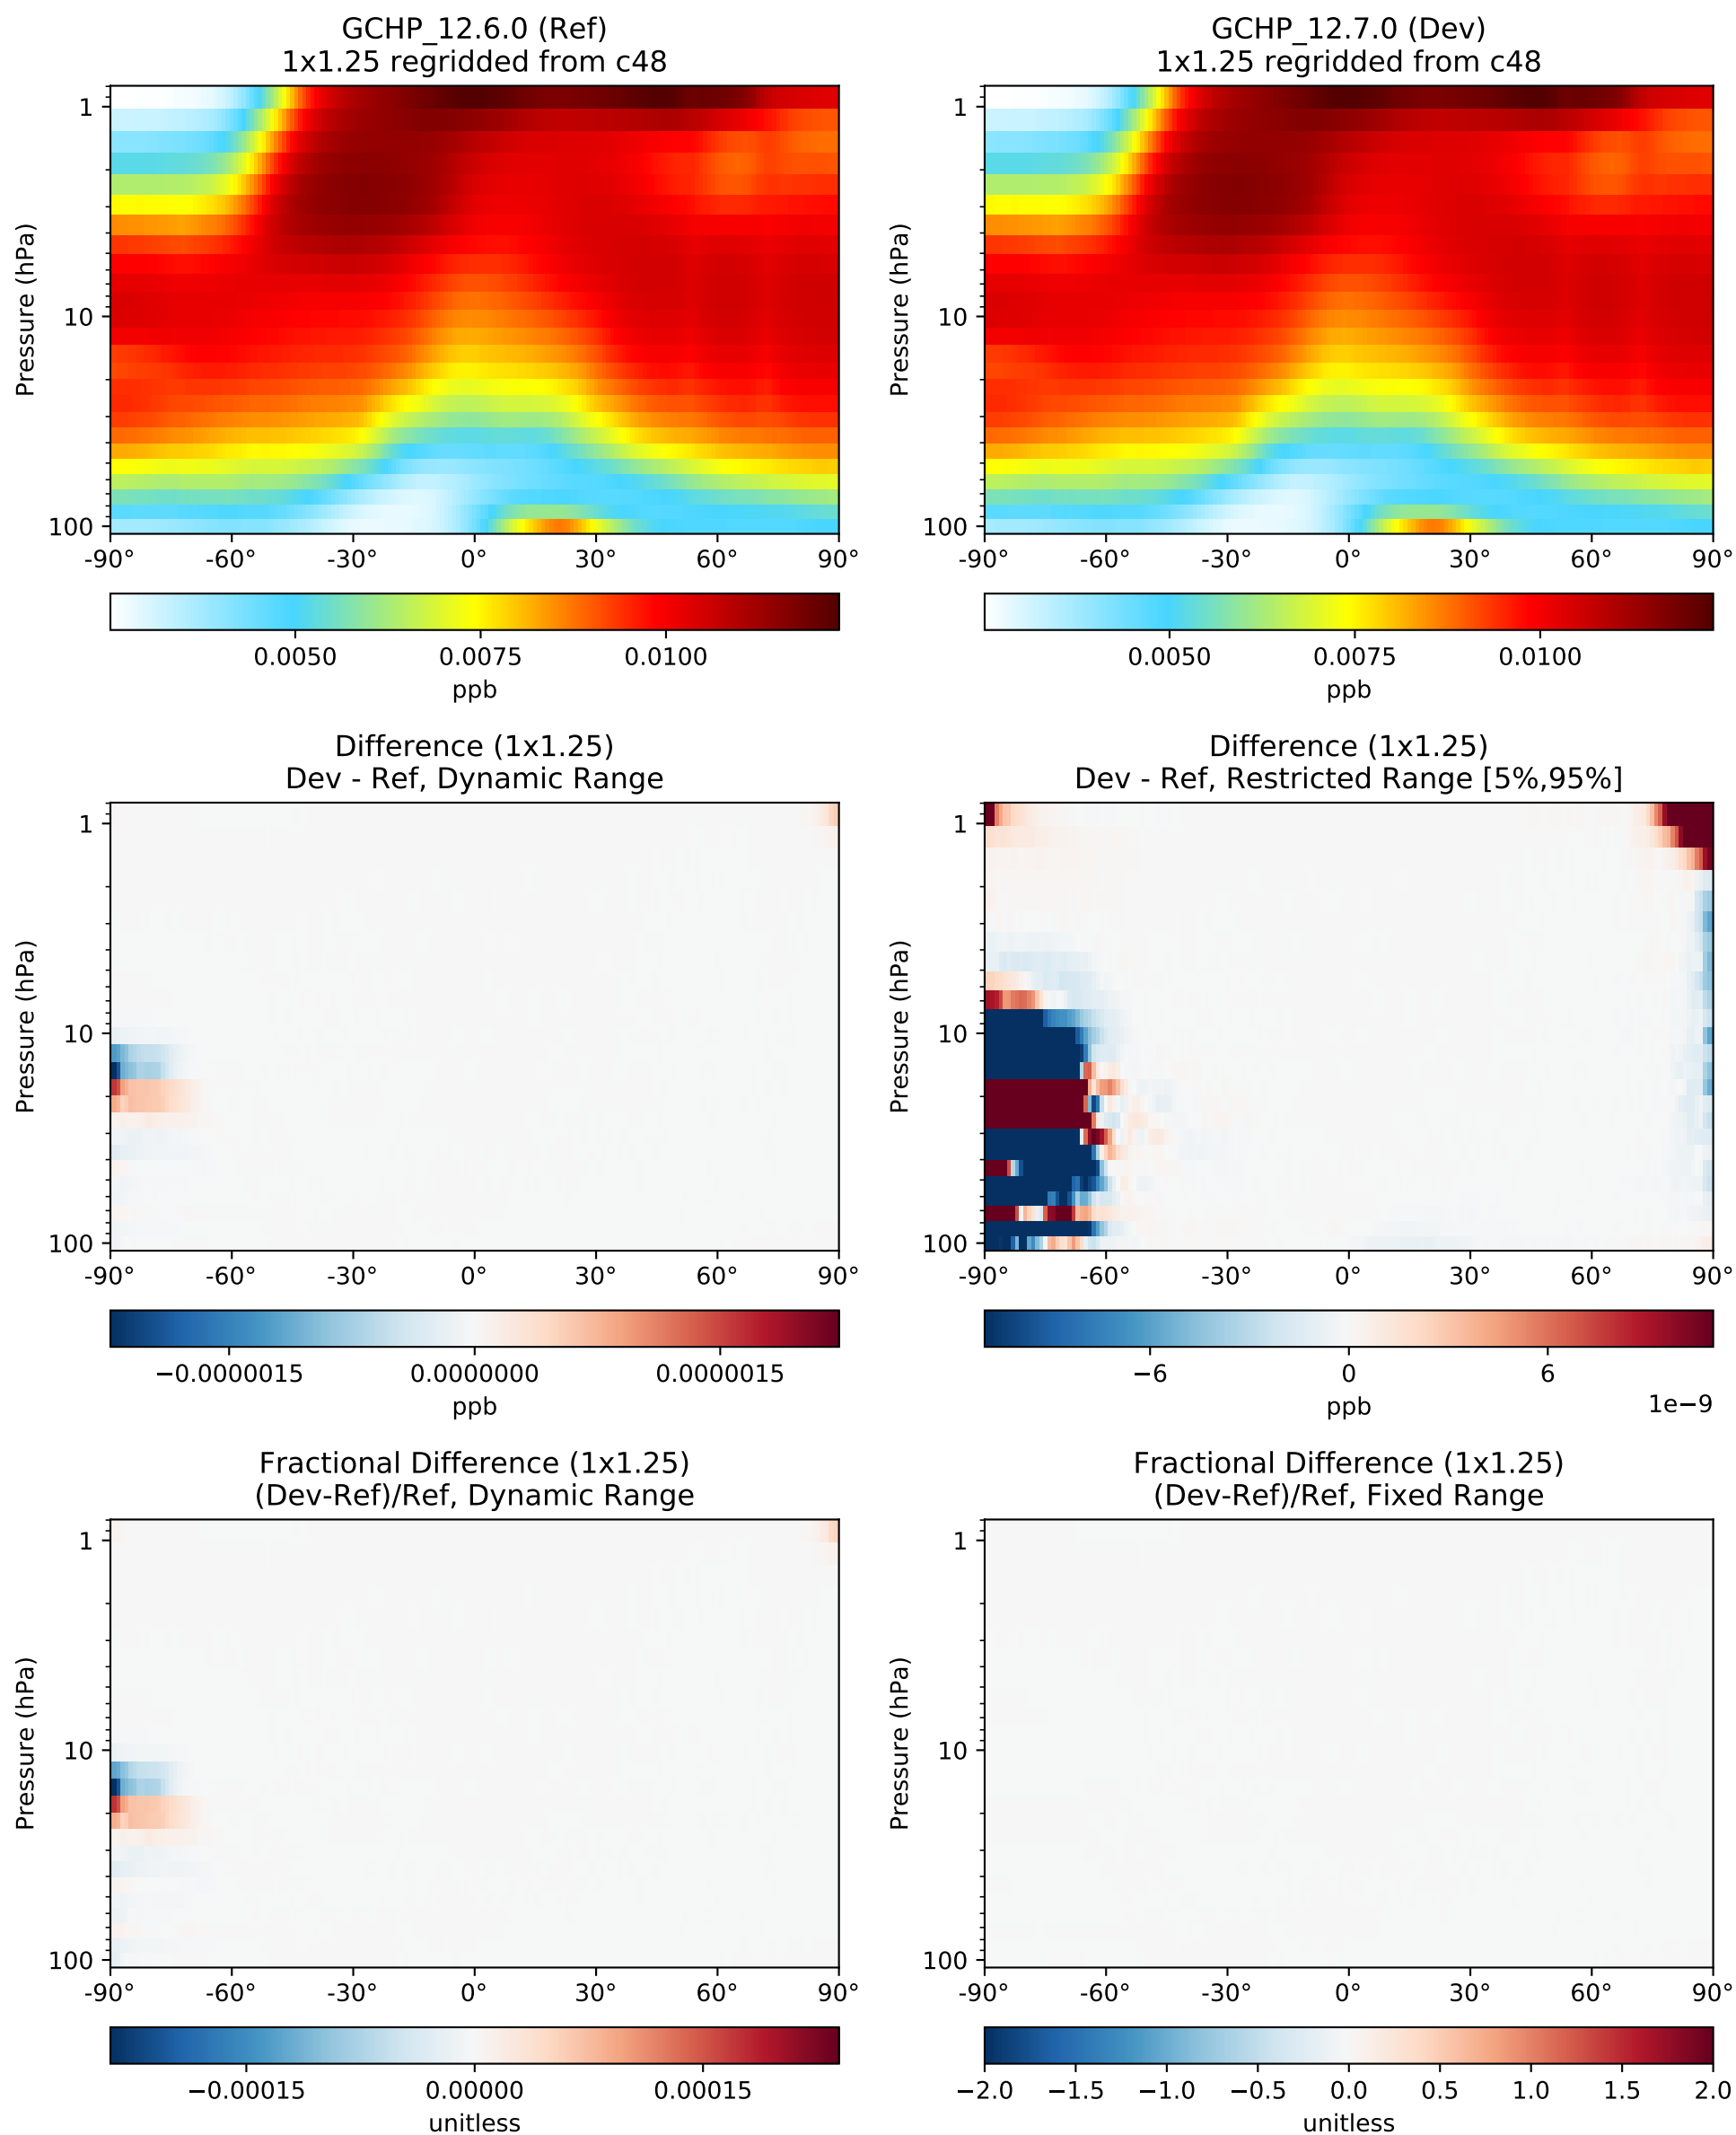 GCHP_12.6.0 (Ref)
1x1.25 regridded from c48
Pressure (hPa)
1
10
100
-90° -60° -30° 0° 30° 60° 90°
0.0050 0.0075 0.0100
ppb
GCHP_12.7.0 (Dev)
1x1.25 regridded from c48
Pressure (hPa)
1
10
100
-90° -60° -30° 0° 30° 60° 90°
0.0050 0.0075 0.0100
ppb
Difference (1x1.25)
Dev - Ref, Dynamic Range
Pressure (hPa)
1
10
100
-90° -60° -30° 0° 30° 60° 90°
−0.0000015 0.0000000 0.0000015
ppb
Difference (1x1.25)
Dev - Ref, Restricted Range [5%,95%]
Pressure (hPa)
1
10
100
-90° -60° -30° 0° 30° 60° 90°
−6 0 6
ppb 1e−9
Fractional Difference (1x1.25)
(Dev-Ref)/Ref, Dynamic Range
Pressure (hPa)
1
10
100
-90° -60° -30° 0° 30° 60° 90°
−0.00015 0.00000 0.00015
unitless
Fractional Difference (1x1.25)
(Dev-Ref)/Ref, Fixed Range
Pressure (hPa)
1
10
100
-90° -60° -30° 0° 30° 60° 90°
−2.0 −1.5 −1.0 −0.5 0.0 0.5 1.0 1.5 2.0
unitless